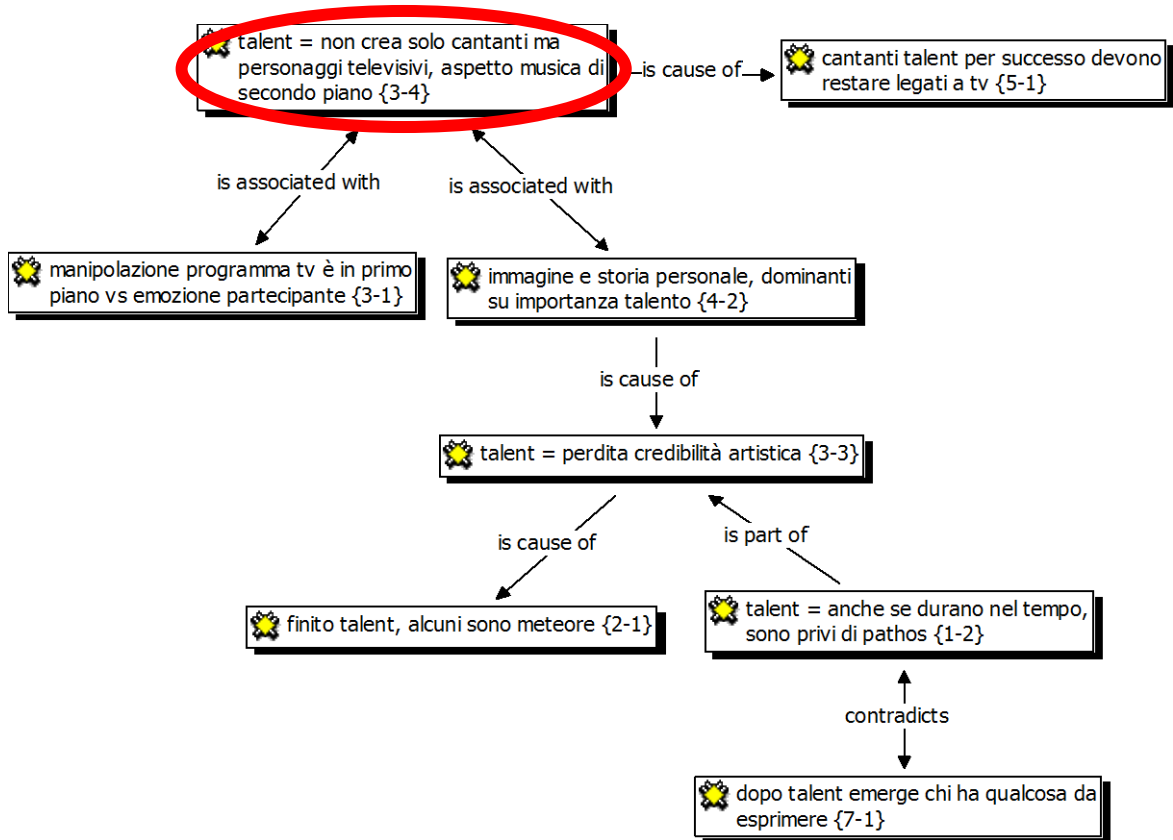 talent = non crea solo cantanti ma
personaggi televisivi, aspetto musica di
secondo piano {3-4}
is cause of
cantanti talent per successo devono
restare legati a tv {5-1}
is associated with
is associated with
manipolazione programma tv è in primo
piano vs emozione partecipante {3-1}
immagine e storia personale, dominanti
su importanza talento {4-2}
is cause of
talent = perdita credibilità artistica {3-3}
is cause of
is part of
finito talent, alcuni sono meteore {2-1}
talent = anche se durano nel tempo,
sono privi di pathos {1-2}
contradicts
dopo talent emerge chi ha qualcosa da
esprimere {7-1}